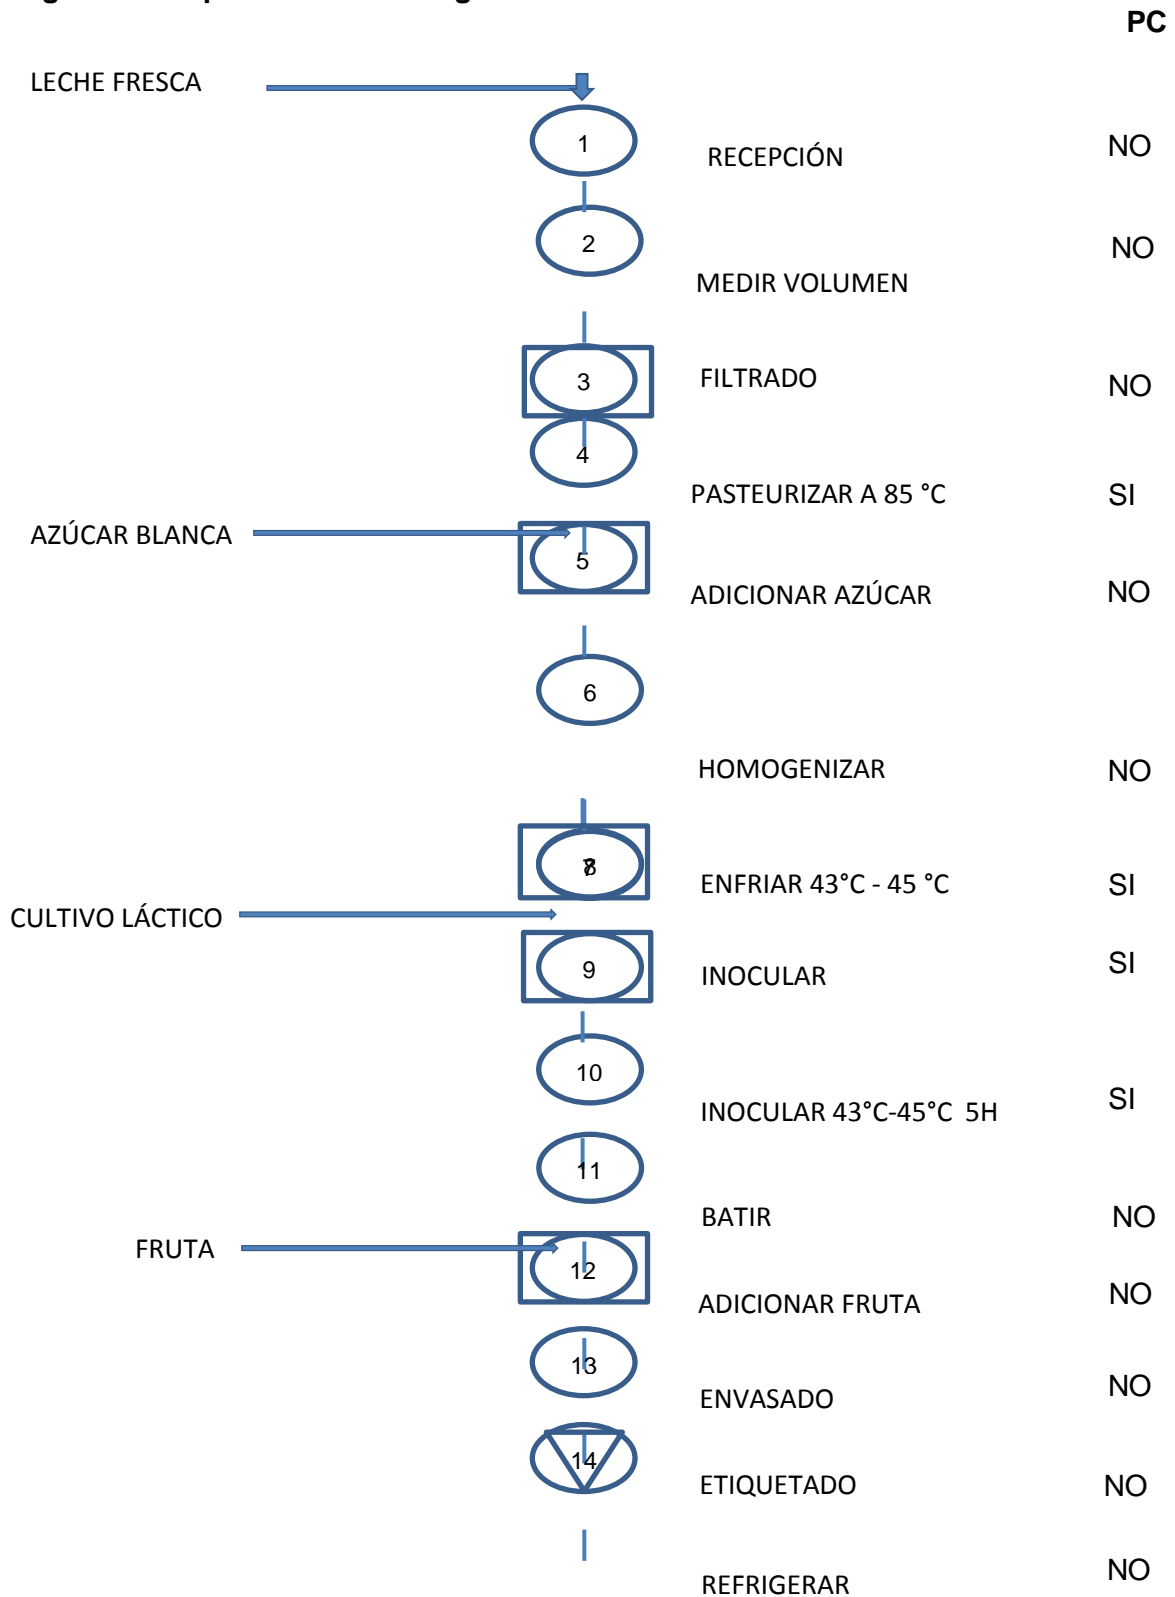 PC
LECHE FRESCA
1
RECEPCIÓN NO
2 NO
MEDIR VOLUMEN
3 FILTRADO NO
4
PASTEURIZAR A 85 °C SI
AZÚCAR BLANCA
5
ADICIONAR AZÚCAR NO
6
HOMOGENIZAR NO
ENFRIAR 43°C - 45 °C SI
CULTIVO LÁCTICO
9 INOCULAR SI
10
INOCULAR 43°C-45°C 5H SI
11
BATIR NO
FRUTA
12
ADICIONAR FRUTA NO
13
ENVASADO NO
14
ETIQUETADO NO
REFRIGERAR NO